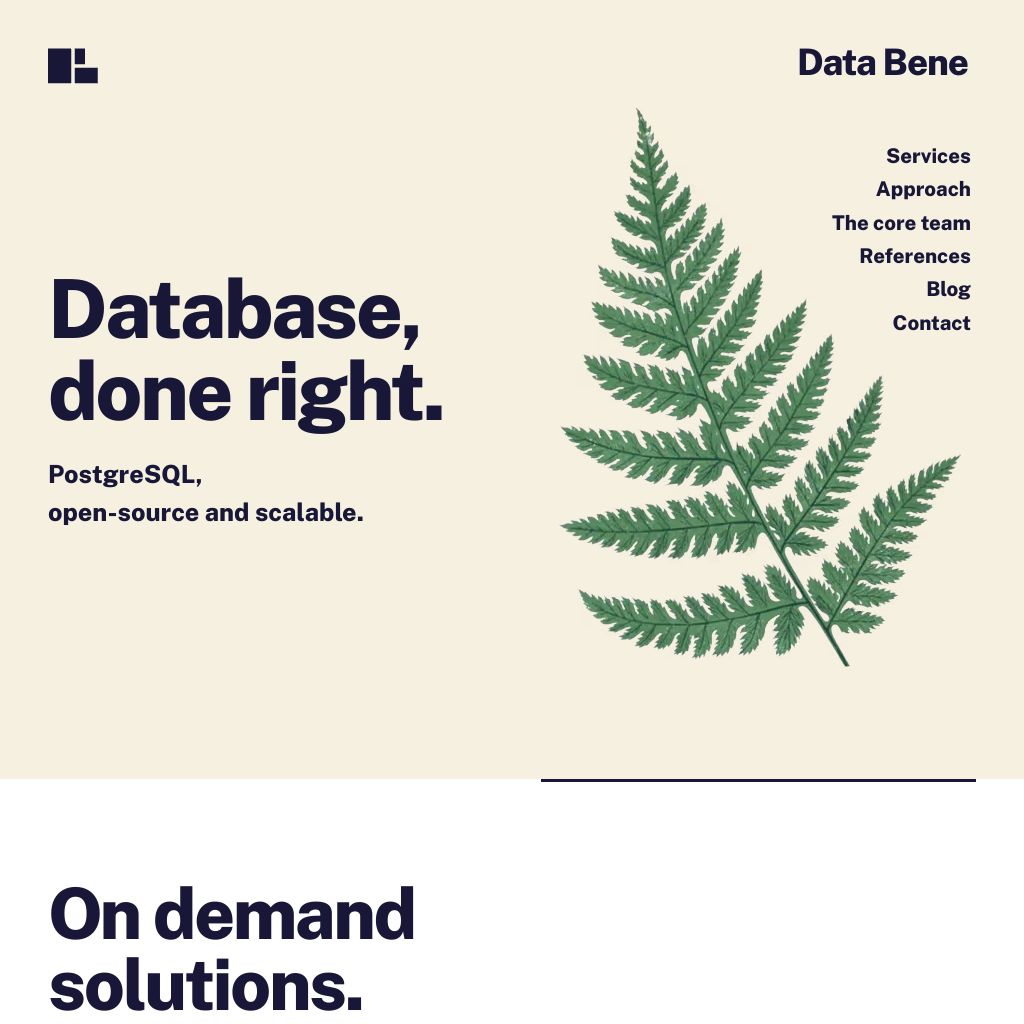 Data Bene
Services
Approach
The core team
References
Blog
Contact
Database,
done right.
PostgreSQL,
open-source and scalable.
On demand
solutions.